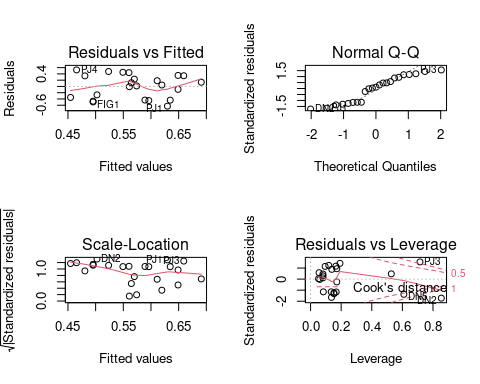 Residuals vs Fitted
Residuals
0.4
-0.6
PJ4
FIG1
PJ1
0.45 0.55 0.65
Fitted values
Normal Q-Q
Standardized residuals
1.5
-1.5
PJ3
-2 -1 0 1 2
Theoretical Quantiles
Scale-Location
√|Standardized residuals|
1.0
0.0
DN2
PJ1
PJ3
0.45 0.55 0.65
Fitted values
Residuals vs Leverage
Standardized residuals
0
-2
PJ3
0.5
1
Cook's distance
DN2
0.0 0.2 0.4 0.6 0.8
Leverage